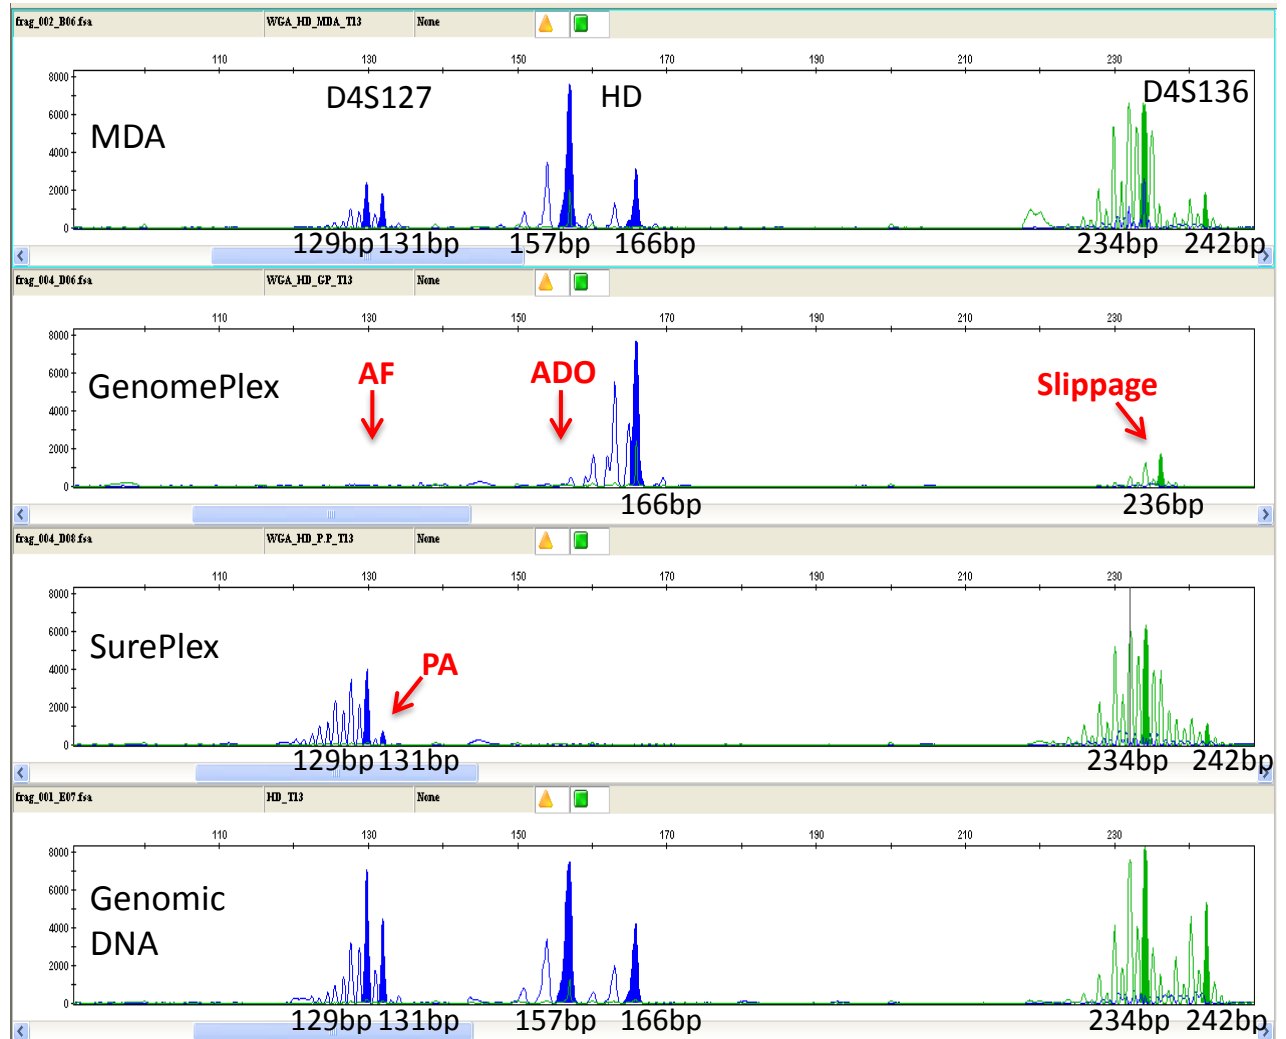 frag_002_B06.fsa WGA_HD_MDA_T13 None
110 130 150 170 190 210 230
8000
6000
4000
2000
0
D4S127 HD D4S136
MDA
129bp 131bp 157bp 166bp 234bp 242bp
frag_004_D06.fsa WGA_HD_GP_T13 None
110 130 150 170 190 210 230
8000
6000
4000
2000
0
GenomePlex AF ADO Slippage
166bp 236bp
frag_004_D08.fsa WGA_HD_P.P_T13 None
110 130 150 170 190 210 230
8000
6000
4000
2000
0
SurePlex PA
129bp 131bp 234bp 242bp
frag_001_E07.fsa HD_T13 None
110 130 150 170 190 210 230
8000
6000
4000
2000
0
Genomic
DNA
129bp 131bp 157bp 166bp 234bp 242bp